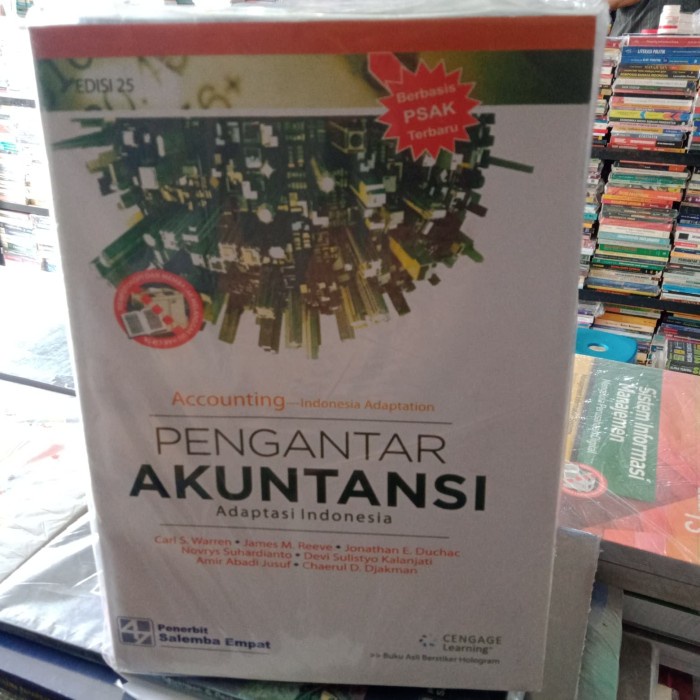 EDISI 25
Berbasis
PSAK
Terbaru
Accounting—Indonesia Adaptation
PENGANTAR
AKUNTANSI
Adaptasi Indonesia
Carl S. Warren • James M. Reeve • Jonathan E. Duchac
Novrys Suhardianto • Devi Sulistyo Kalanjati
Amir Abadi Jusuf • Chaerul D. Djakman
Penerbit
Salemba Empat
CENGAGE
Learning™
>> Buku Asli Berstiker Hologram
Sistem Informasi
Manajemen